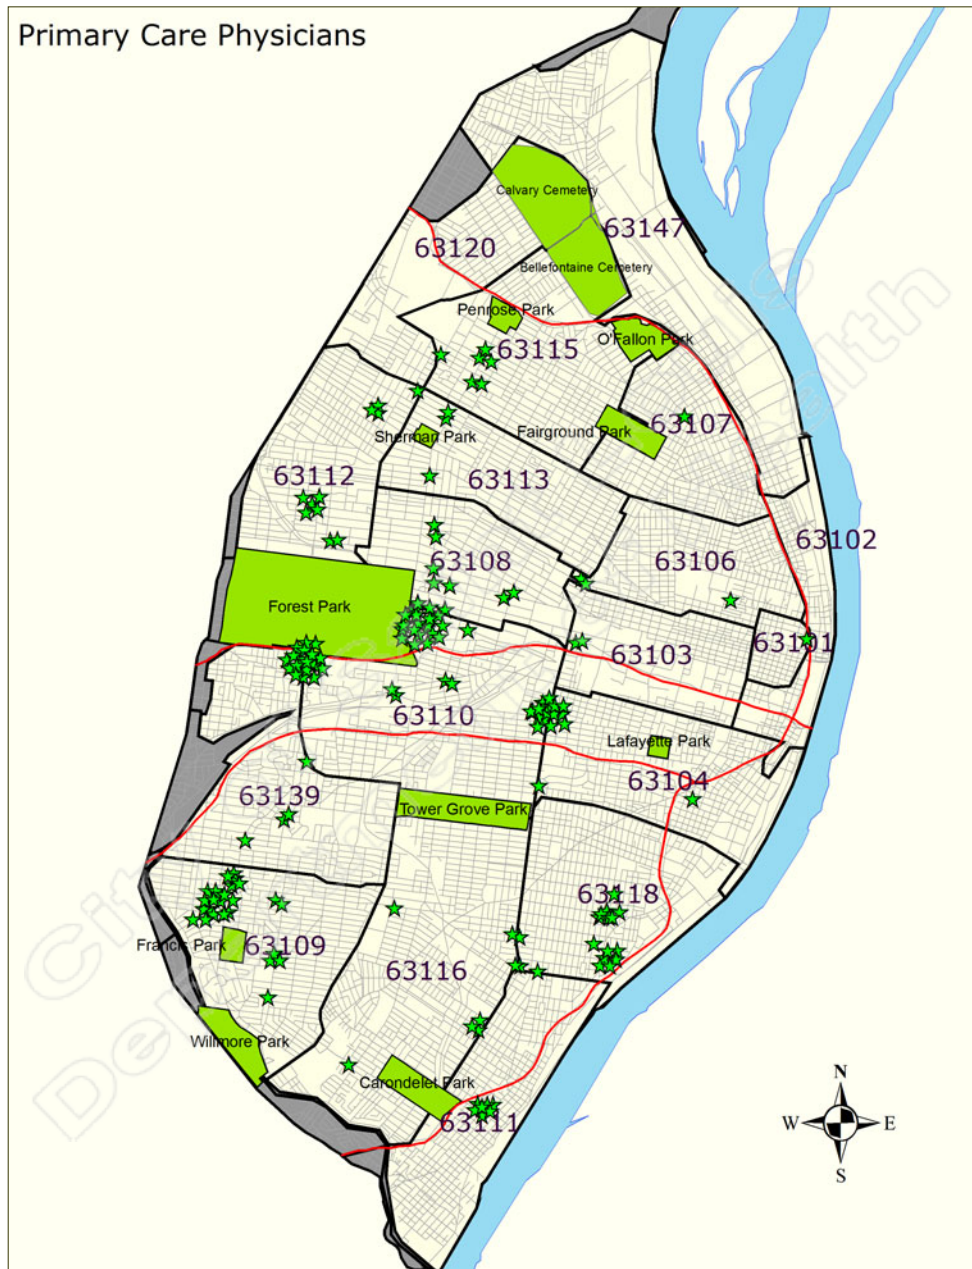 Primary Care Physicians
Calvary Cemetery
63147
63120
Bellefontaine Cemetery
Penrose Park
O'Fallon Park
63115
Fairground Park
63107
Sherman Park
63112
63113
63102
63108
63106
Forest Park
63101
63103
63110
Lafayette Park
63104
63139
Tower Grove Park
63118
Francis Park
63109
63116
Willmore Park
Carondelet Park
63111
N
W
E
S